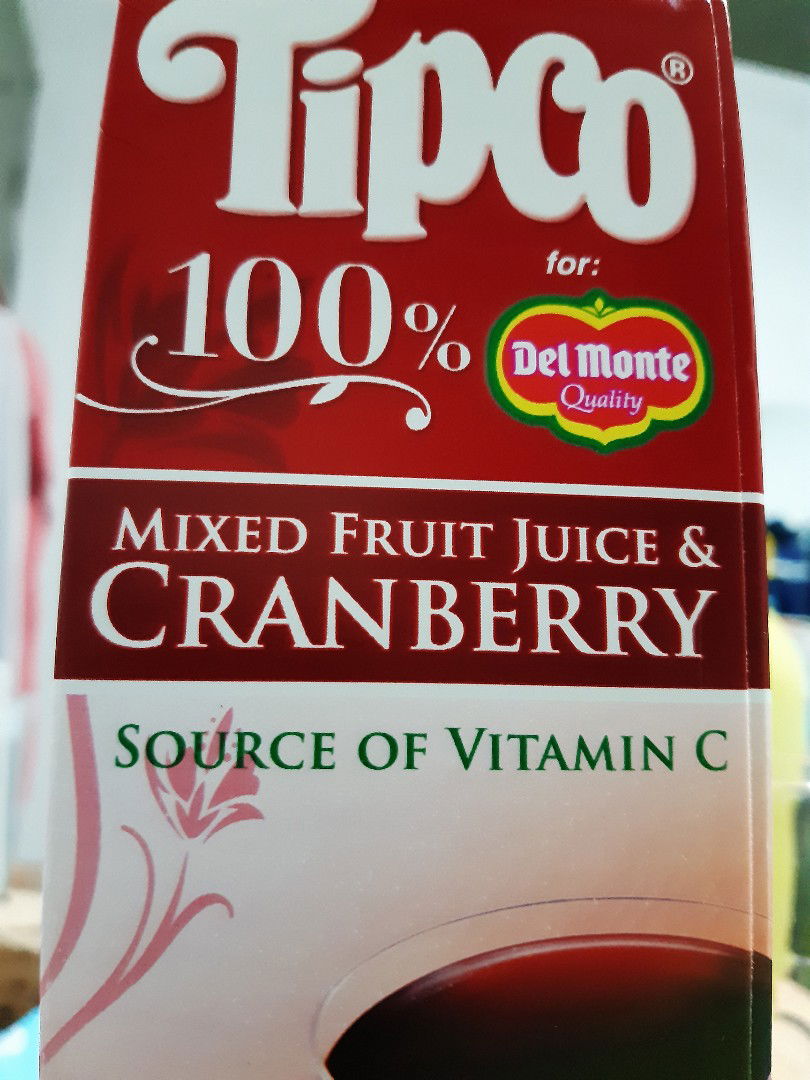 Tipco®
100%
for:
Del Monte
Quality
MIXED FRUIT JUICE &
CRANBERRY
SOURCE OF VITAMIN C